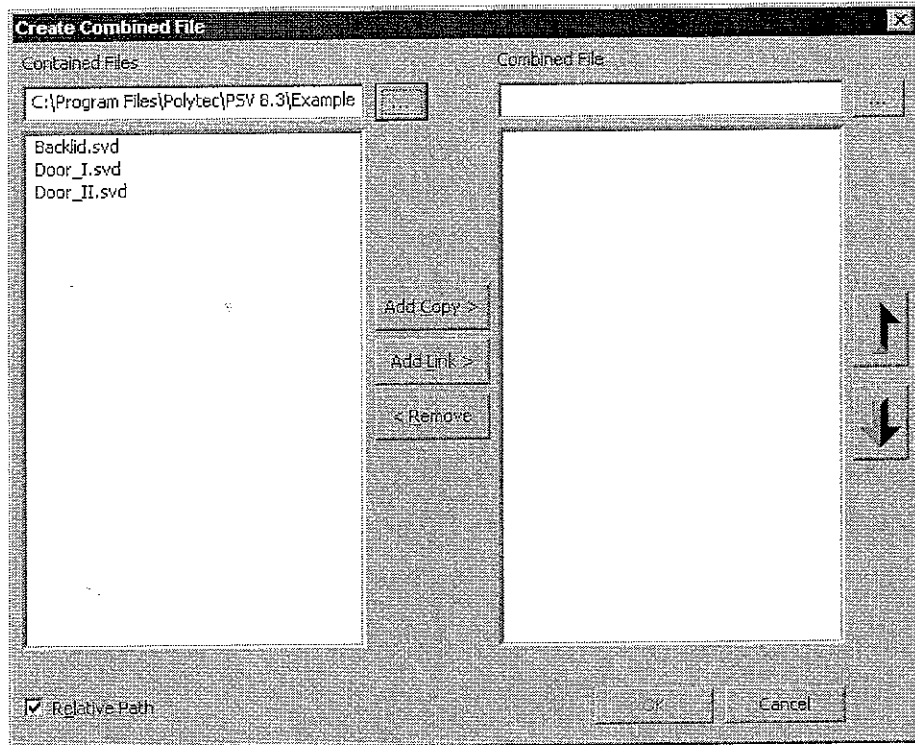 Create Combined File
Contained Files
Combined File
C:\Program Files\Polytec\PSV 8.3\Example
...
...
Backlid.svd
Door_I.svd
Door_II.svd
Add Copy >
Add Link >
< Remove
Relative Path
OK
Cancel